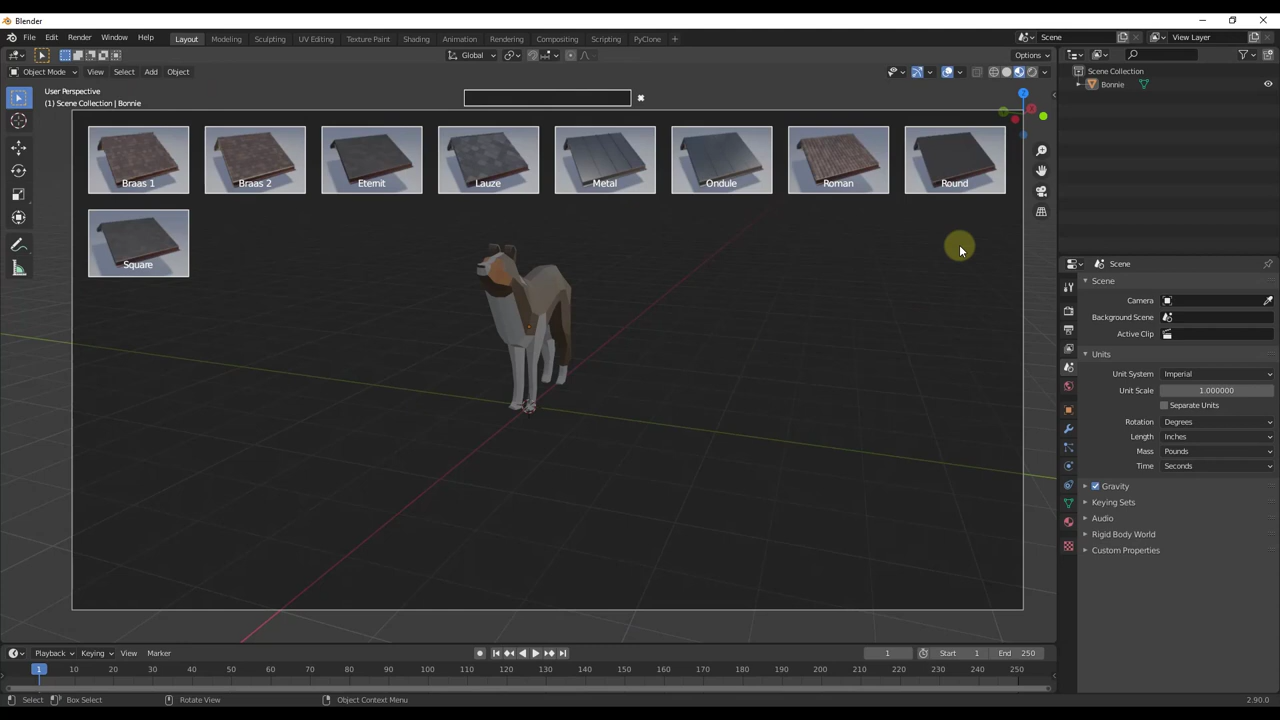 Blender
File Edit Render Window Help Layout Modeling Sculpting UV Editing Texture Paint Shading Animation Rendering Compositing Scripting PyClone + Scene View Layer
Global Options
Object Mode View Select Add Object
User Perspective
(1) Scene Collection | Bonnie
Braas 1 Braas 2 Eternit Lauze Metal Ondule Roman Round
Square
Z
Scene Collection
Bonnie
Scene
Scene
Camera
Background Scene
Active Clip
Units
Unit System Imperial
Unit Scale 1.000000
Separate Units
Rotation Degrees
Length Inches
Mass Pounds
Time Seconds
Gravity
Keying Sets
Audio
Rigid Body World
Custom Properties
Playback Keying View Marker 1 Start 1 End 250
1 10 20 30 40 50 60 70 80 90 100 110 120 130 140 150 160 170 180 190 200 210 220 230 240 250
Select Box Select Rotate View Object Context Menu 2.90.0